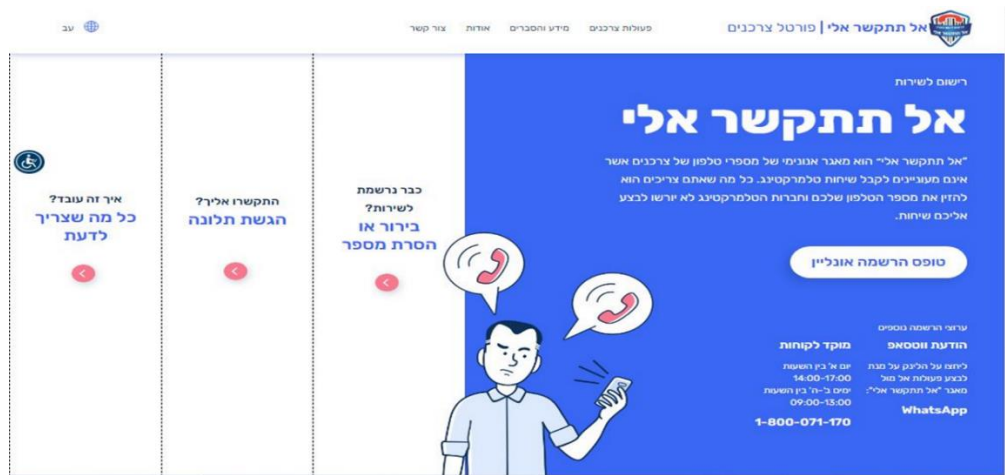 אל תתקשר אלי | פורטל צרכנים
פעולות צרכנים
מידע והסברים
אודות
צור קשר
עב
רישום לשירות
אל תתקשר אלי
"אל תתקשר אלי" הוא מאגר אנונימי של מספרי טלפון של צרכנים אשר
אינם מעוניינים לקבל שיחות טלמרקטינג. כל מה שאתם צריכים הוא
להזין את מספר הטלפון שלכם וחברות הטלמרקטינג לא יורשו לבצע
אליכם שיחות.
טופס הרשמה אונליין
ערוצי הרשמה נוספים
הודעת ווטסאפ
ליחצו על הלינק על מנת
לבצע פעולות אל מול
מאגר "אל תתקשר אלי":
WhatsApp
מוקד לקוחות
יום א' בין השעות
14:00-17:00
ימים ב'-ה' בין השעות
09:00-13:00
1-800-071-170
כבר נרשמת
לשירות?
בירור או
הסרת מספר
התקשרו אליך?
הגשת תלונה
איך זה עובד?
כל מה שצריך
לדעת